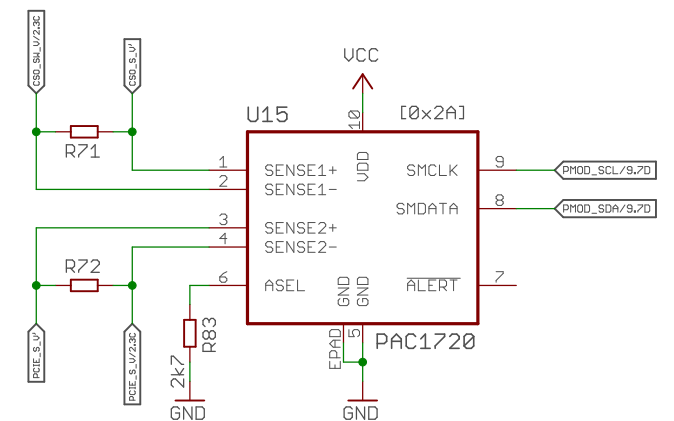 CSO_SW_V/2.3C
CSO_S_V'
VCC
U15
10
[0x2A]
R71
1
2
SENSE1+
SENSE1-
VDD
SMCLK
9
PMOD_SCL/9.7D
3
4
SENSE2+
SENSE2-
SMDATA
8
PMOD_SDA/9.7D
R72
6
ASEL
GND
GND
ALERT
7
PCIE_S_V'
PCIE_S_V/2.3C
R83
2k7
EPAD
5
PAC1720
GND
GND